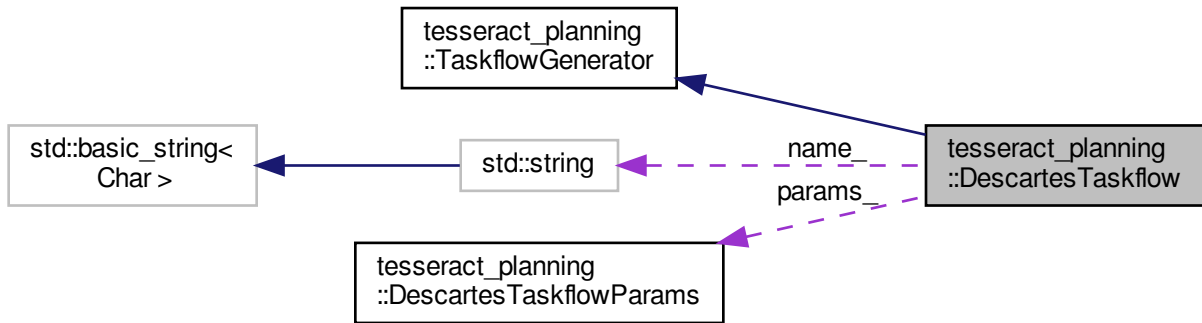 tesseract_planning
::TaskflowGenerator
std::basic_string<
Char >
std::string
name_
tesseract_planning
::DescartesTaskflow
params_
tesseract_planning
::DescartesTaskflowParams